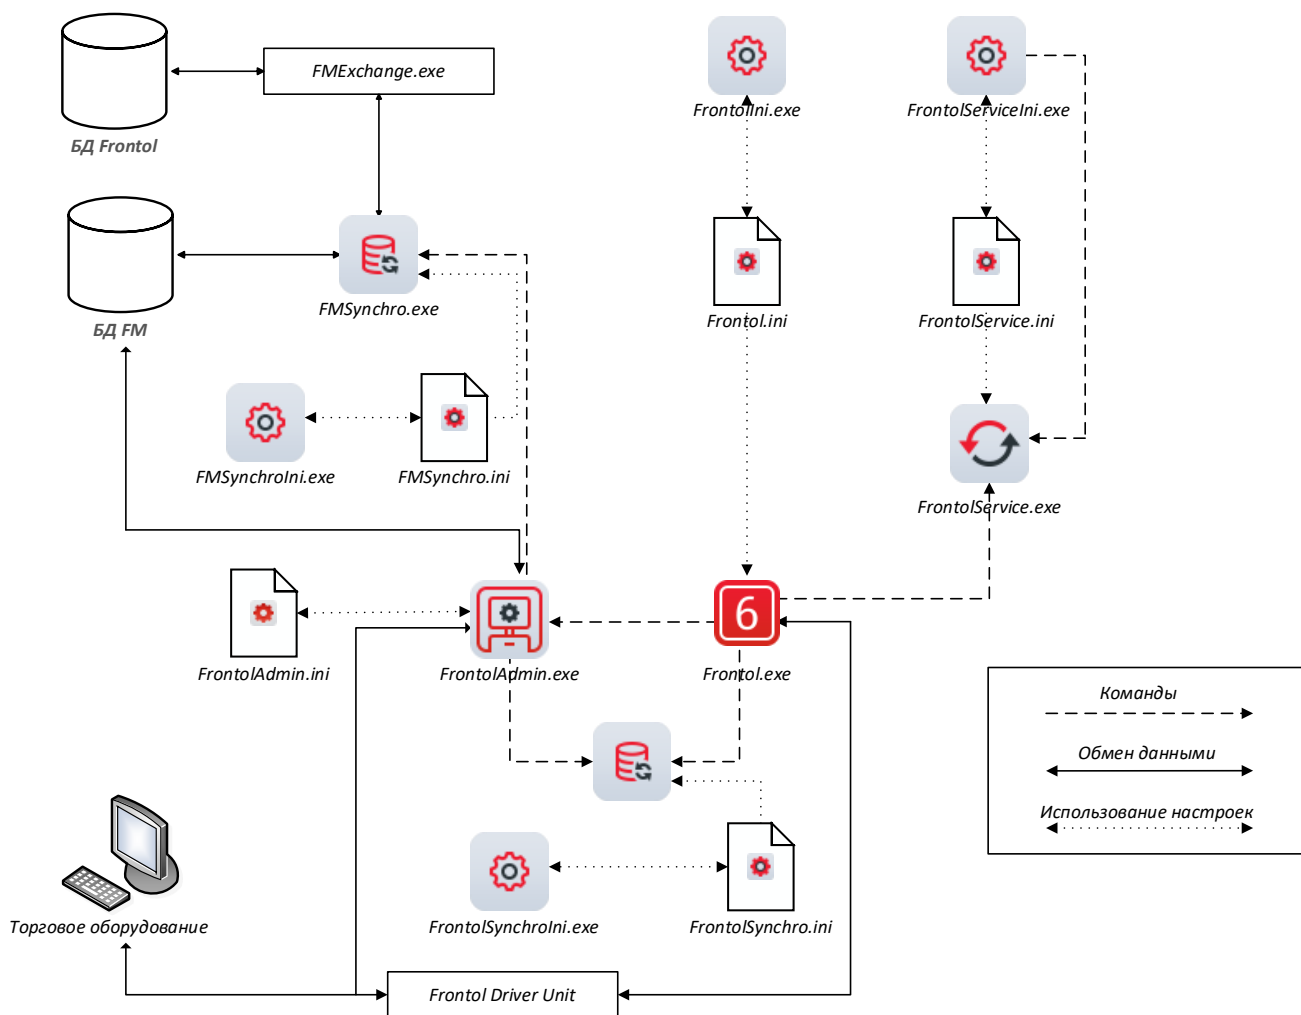 FMExchange.exe
БД Frontol
FrontolIni.exe
FrontolServiceIni.exe
FMSynchro.exe
БД FM
Frontol.ini
FrontolService.ini
FMSynchroIni.exe
FMSynchro.ini
FrontolService.exe
6
FrontolAdmin.ini
FrontolAdmin.exe
Frontol.exe
Команды
Обмен данными
Использование настроек
Торговое оборудование
FrontolSynchroIni.exe
FrontolSynchro.ini
Frontol Driver Unit